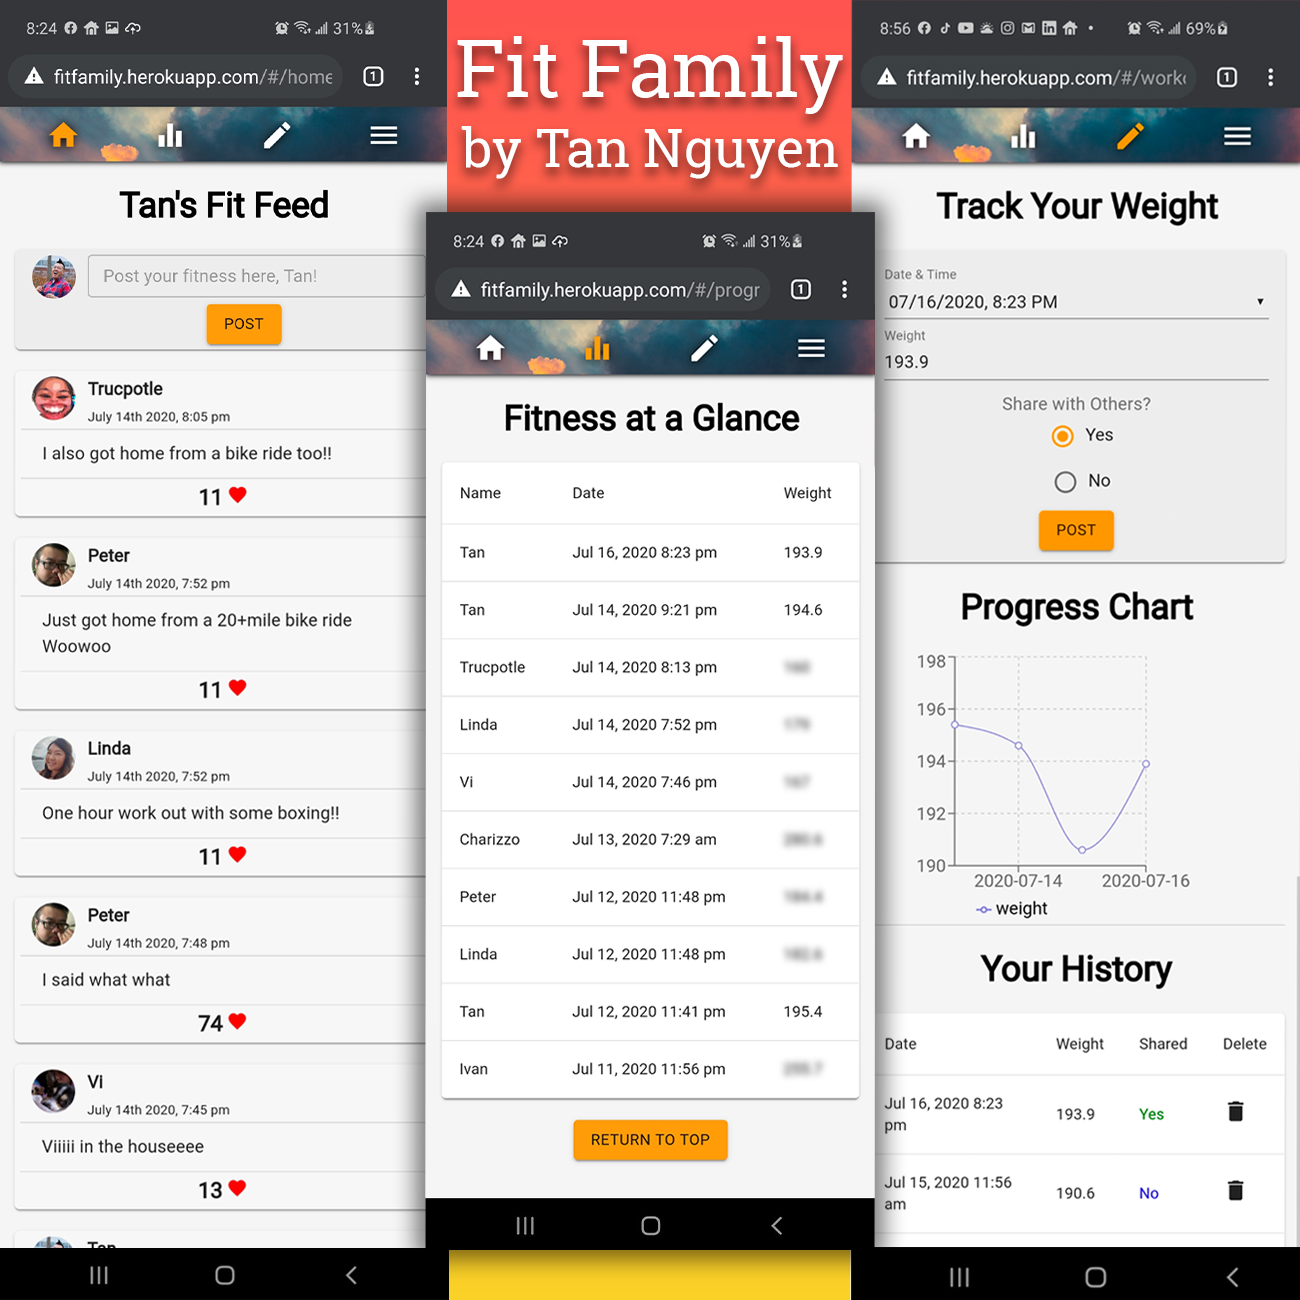 Fit Family
by Tan Nguyen
8:24
31%
fitfamily.herokuapp.com/#/home
1
Tan's Fit Feed
Post your fitness here, Tan!
POST
Trucpotle
July 14th 2020, 8:05 pm
I also got home from a bike ride too!!
11
Peter
July 14th 2020, 7:52 pm
Just got home from a 20+mile bike ride
Woowoo
11
Linda
July 14th 2020, 7:52 pm
One hour work out with some boxing!!
11
Peter
July 14th 2020, 7:48 pm
I said what what
74
Vi
July 14th 2020, 7:45 pm
Viiiii in the houseeee
13
Tan
8:24
31%
fitfamily.herokuapp.com/#/progr
1
Fitness at a Glance
Name Date Weight
Tan Jul 16, 2020 8:23 pm 193.9
Tan Jul 14, 2020 9:21 pm 194.6
Trucpotle Jul 14, 2020 8:13 pm
Linda Jul 14, 2020 7:52 pm
Vi Jul 14, 2020 7:46 pm
Charizzo Jul 13, 2020 7:29 am
Peter Jul 12, 2020 11:48 pm
Linda Jul 12, 2020 11:48 pm
Tan Jul 12, 2020 11:41 pm 195.4
Ivan Jul 11, 2020 11:56 pm
RETURN TO TOP
8:56
69%
fitfamily.herokuapp.com/#/work
1
Track Your Weight
Date & Time
07/16/2020, 8:23 PM
Weight
193.9
Share with Others?
Yes
No
POST
Progress Chart
198
196
194
192
190
2020-07-14 2020-07-16
weight
Your History
Date Weight Shared Delete
Jul 16, 2020 8:23
pm 193.9 Yes
Jul 15, 2020 11:56
am 190.6 No